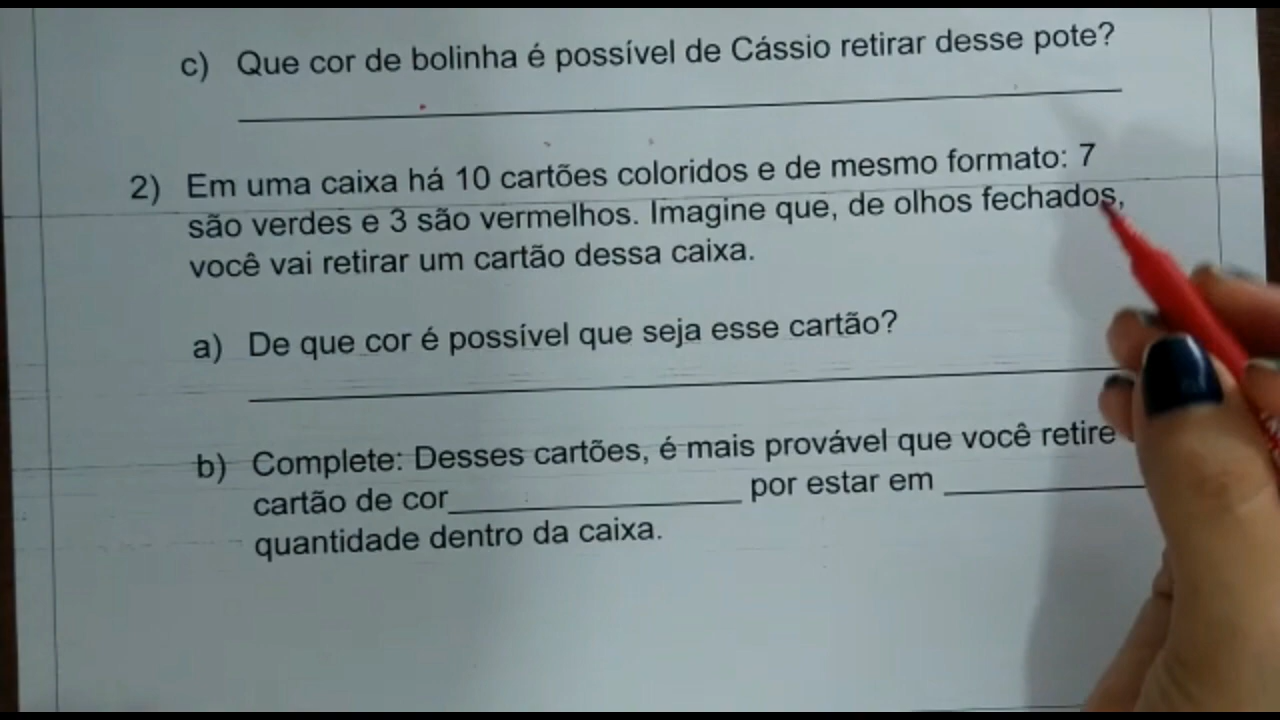 c) Que cor de bolinha é possível de Cássio retirar desse pote?
2) Em uma caixa há 10 cartões coloridos e de mesmo formato: 7
são verdes e 3 são vermelhos. Imagine que, de olhos fechados,
você vai retirar um cartão dessa caixa.
a) De que cor é possível que seja esse cartão?
b) Complete: Desses cartões, é mais provável que você retire
cartão de cor_________________ por estar em ____________
quantidade dentro da caixa.